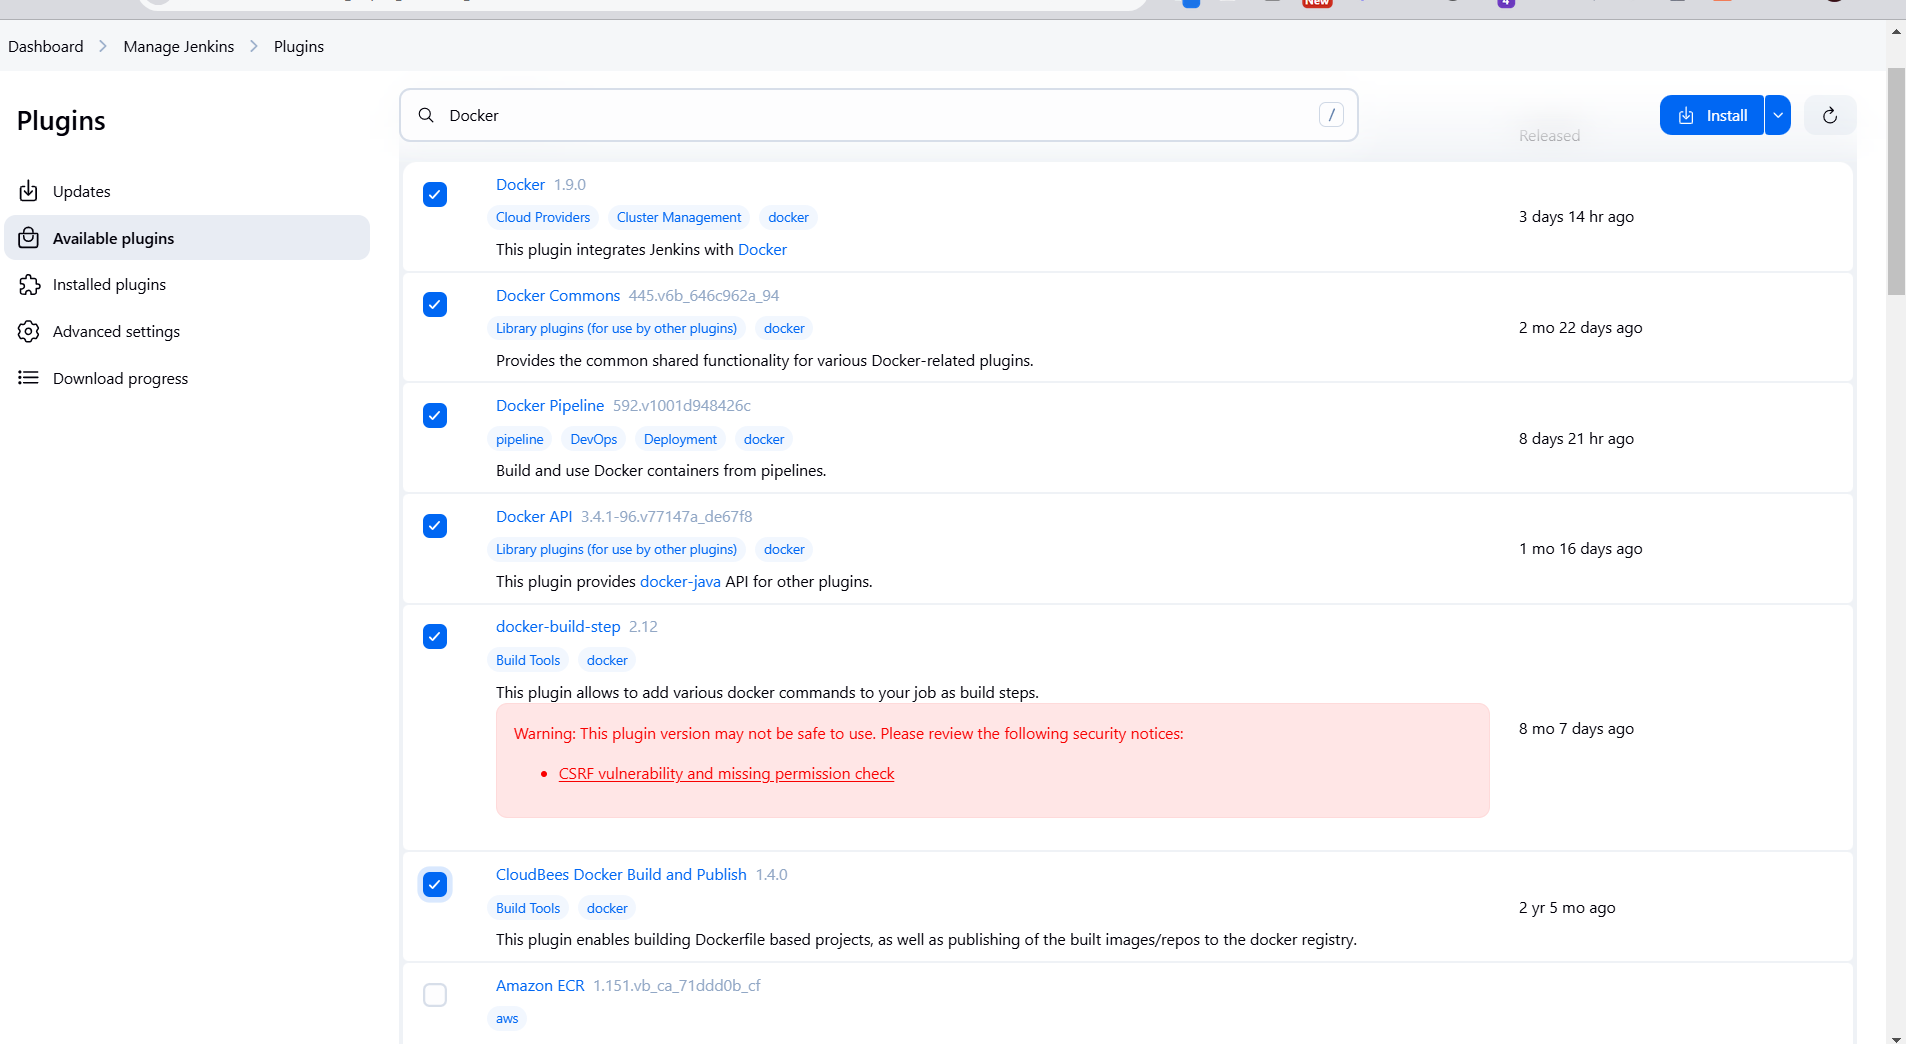 New
4
Dashboard > Manage Jenkins > Plugins
Plugins
Updates
Available plugins
Installed plugins
Advanced settings
Download progress
Docker
/
Released
Install
Docker 1.9.0
Cloud Providers Cluster Management docker
This plugin integrates Jenkins with Docker
3 days 14 hr ago
Docker Commons 445.v6b_646c962a_94
Library plugins (for use by other plugins) docker
Provides the common shared functionality for various Docker-related plugins.
2 mo 22 days ago
Docker Pipeline 592.v1001d948426c
pipeline DevOps Deployment docker
Build and use Docker containers from pipelines.
8 days 21 hr ago
Docker API 3.4.1-96.v77147a_de67f8
Library plugins (for use by other plugins) docker
This plugin provides docker-java API for other plugins.
1 mo 16 days ago
docker-build-step 2.12
Build Tools docker
This plugin allows to add various docker commands to your job as build steps.
Warning: This plugin version may not be safe to use. Please review the following security notices:
• CSRF vulnerability and missing permission check
8 mo 7 days ago
CloudBees Docker Build and Publish 1.4.0
Build Tools docker
This plugin enables building Dockerfile based projects, as well as publishing of the built images/repos to the docker registry.
2 yr 5 mo ago
Amazon ECR 1.151.vb_ca_71ddd0b_cf
aws